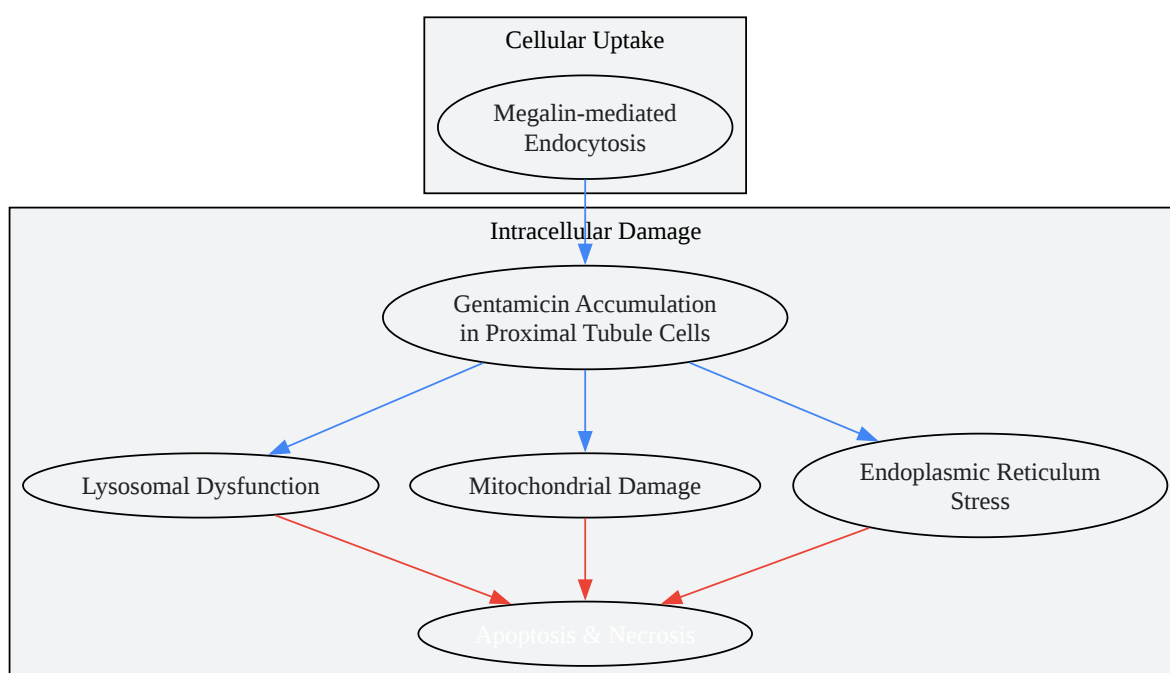 Cellular Uptake
Megalin-mediated
Endocytosis
Intracellular Damage
Gentamicin Accumulation
in Proximal Tubule Cells
Lysosomal Dysfunction
Mitochondrial Damage
Endoplasmic Reticulum
Stress
Apoptosis & Necrosis